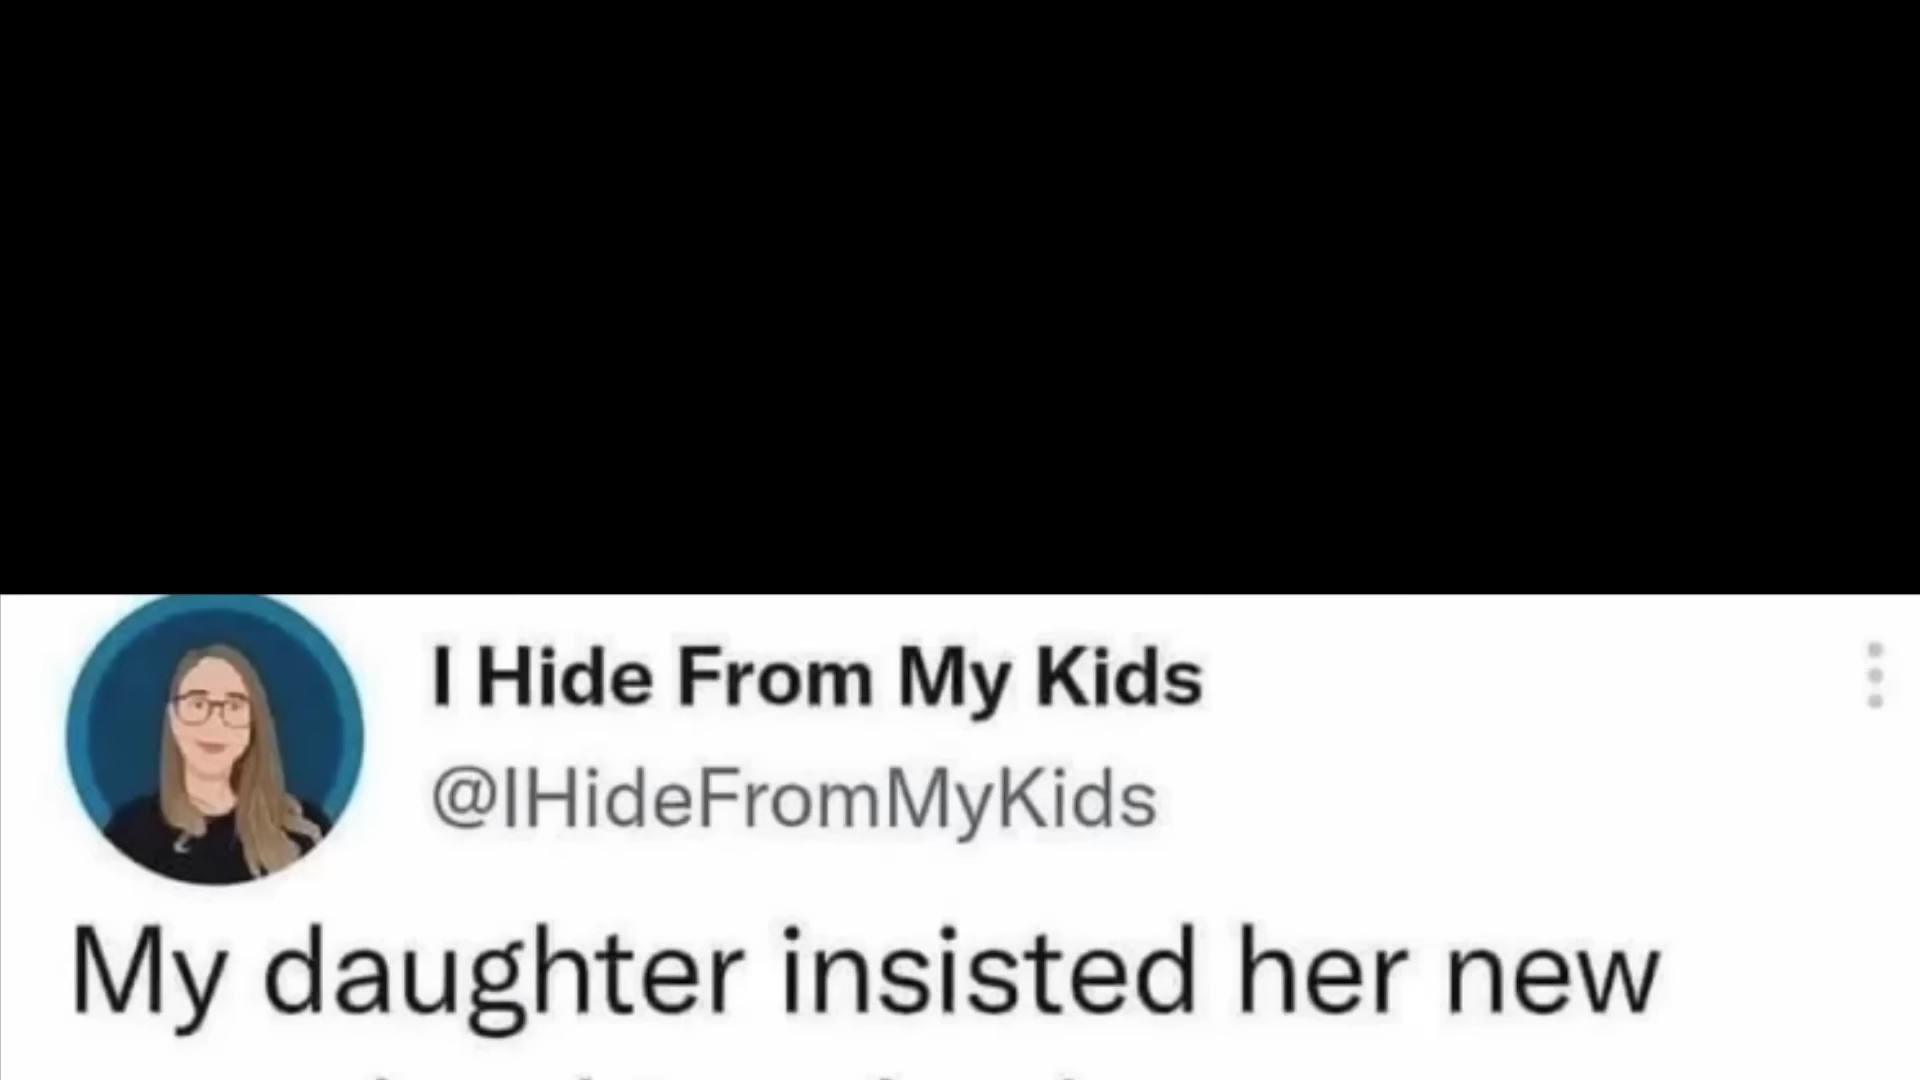 I Hide From My Kids
@IHideFromMyKids
My daughter insisted her new